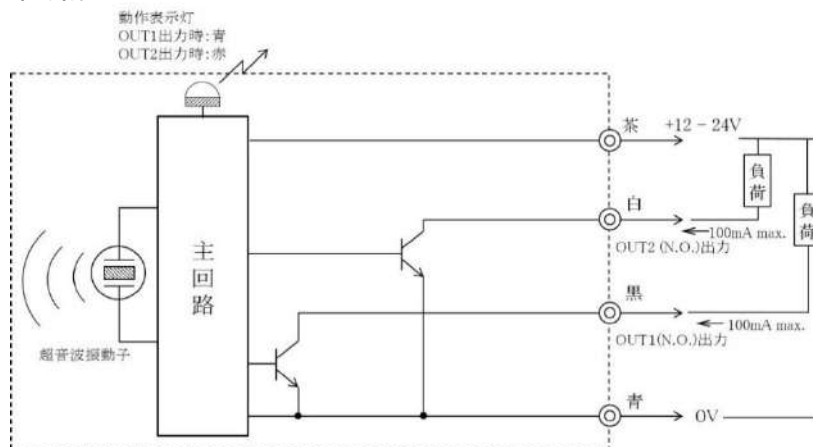 動作表示灯
OUT1出力時:青
OUT2出力時:赤
茶
+12-24V
負荷
負荷
白
100mA max.
OUT2 (N.O.)出力
主回路
黒
100mA max.
OUT1(N.O.)出力
超音波振動子
青
0V